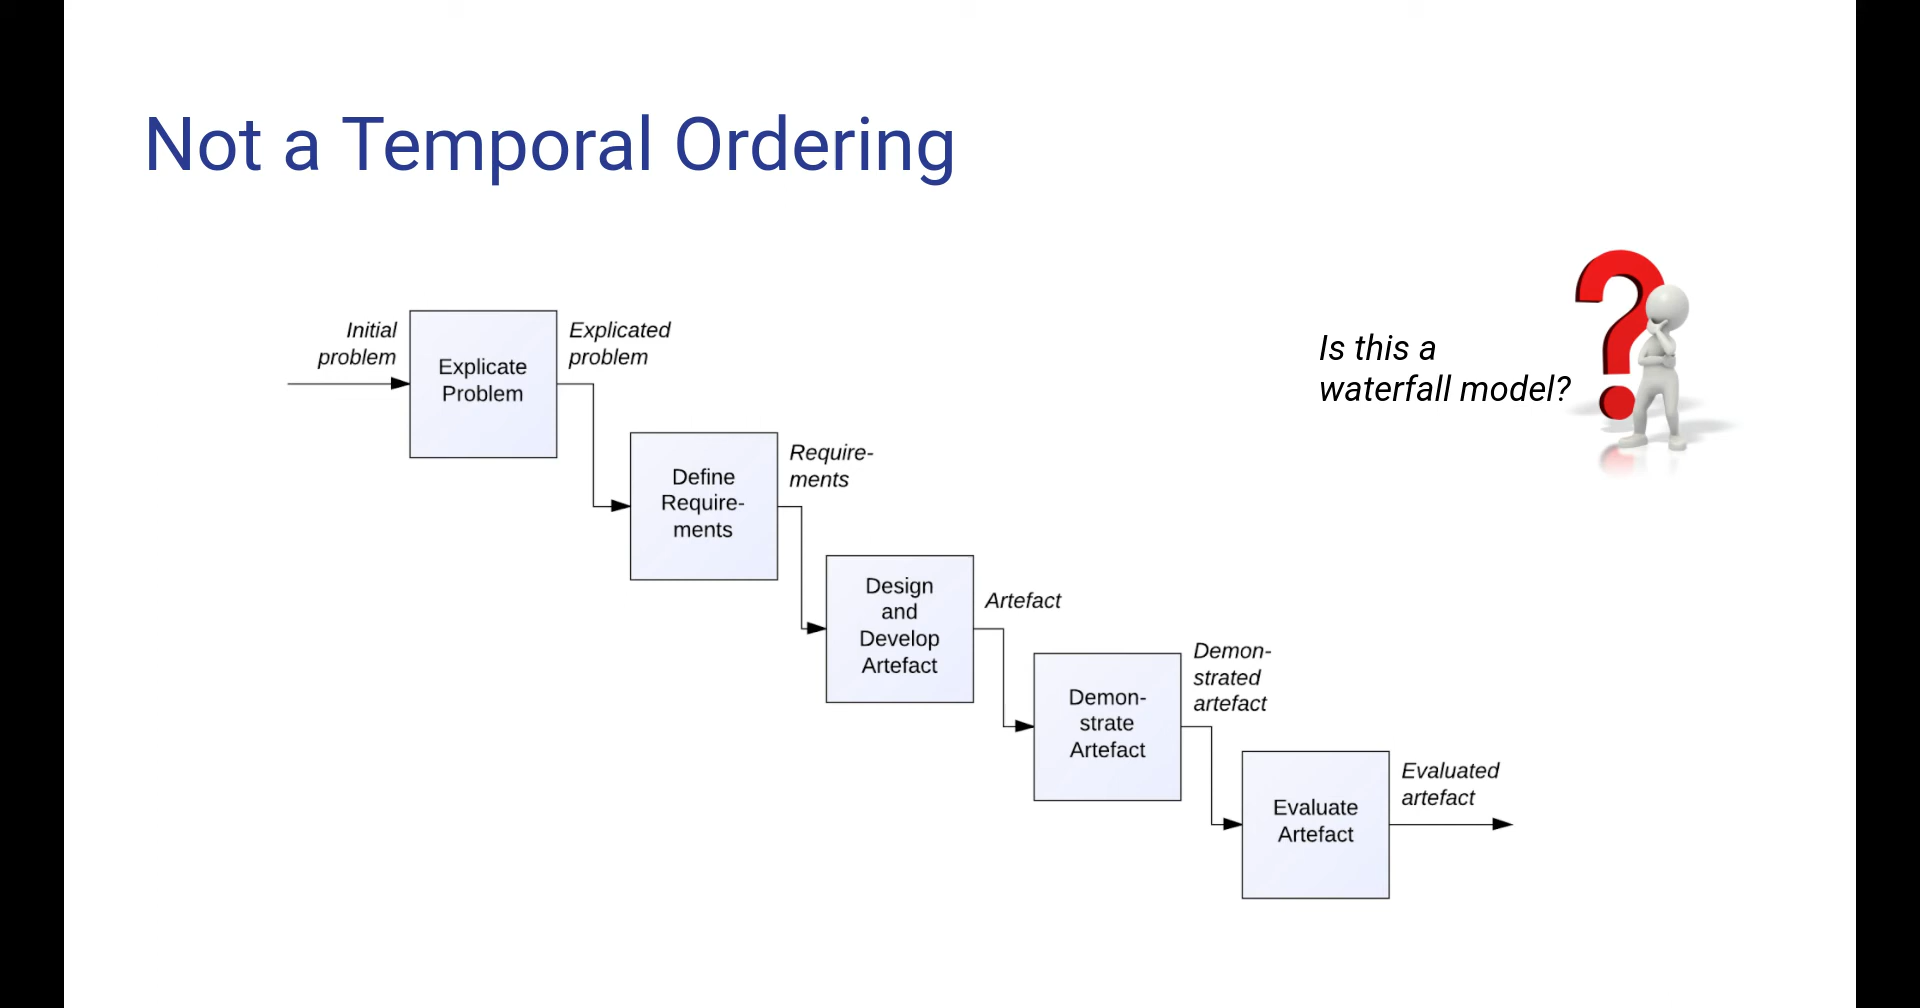 Not a Temporal Ordering
Initial
problem
Explicate
Problem
Explicated
problem
Is this a
waterfall model?
Define
Require-
ments
Require-
ments
Design
and
Develop
Artefact
Artefact
Demon-
strate
Artefact
Demon-
strated
artefact
Evaluate
Artefact
Evaluated
artefact